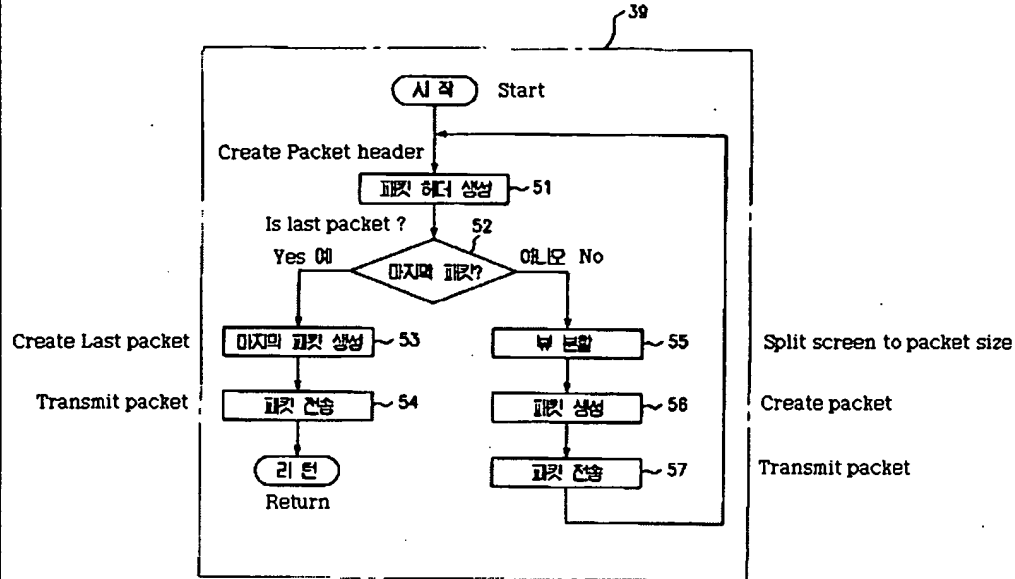 39
시 작 Start
Create Packet header
패킷 헤더 생성 51
Is last packet ?
52
Yes 예
아니오 No
마지막 패킷?
Create Last packet
마지막 패킷 생성 53
뷰 분할 55
Split screen to packet size
Transmit packet
패킷 전송 54
패킷 생성 56
Create packet
리 턴
Return
패킷 전송 57
Transmit packet